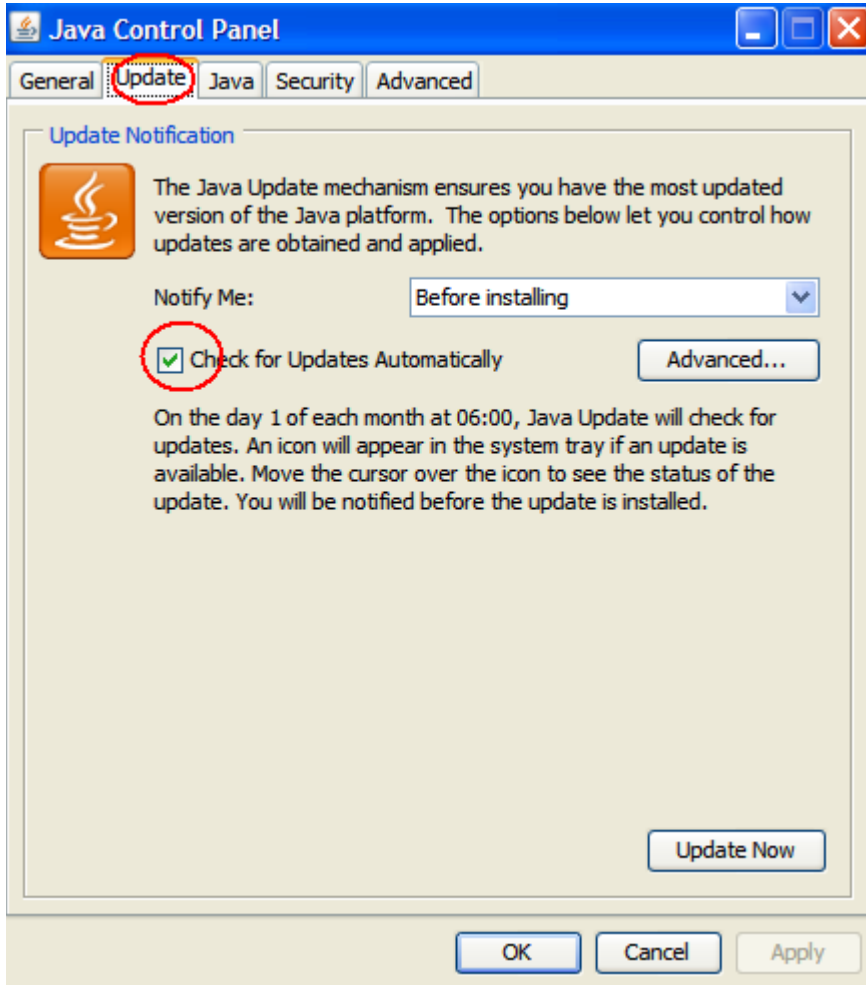 Java Control Panel
General Update Java Security Advanced
Update Notification
The Java Update mechanism ensures you have the most updated
version of the Java platform.  The options below let you control how
updates are obtained and applied.
Notify Me: Before installing
Check for Updates Automatically Advanced...
On the day 1 of each month at 06:00, Java Update will check for
updates. An icon will appear in the system tray if an update is
available. Move the cursor over the icon to see the status of the
update. You will be notified before the update is installed.
Update Now
OK Cancel Apply